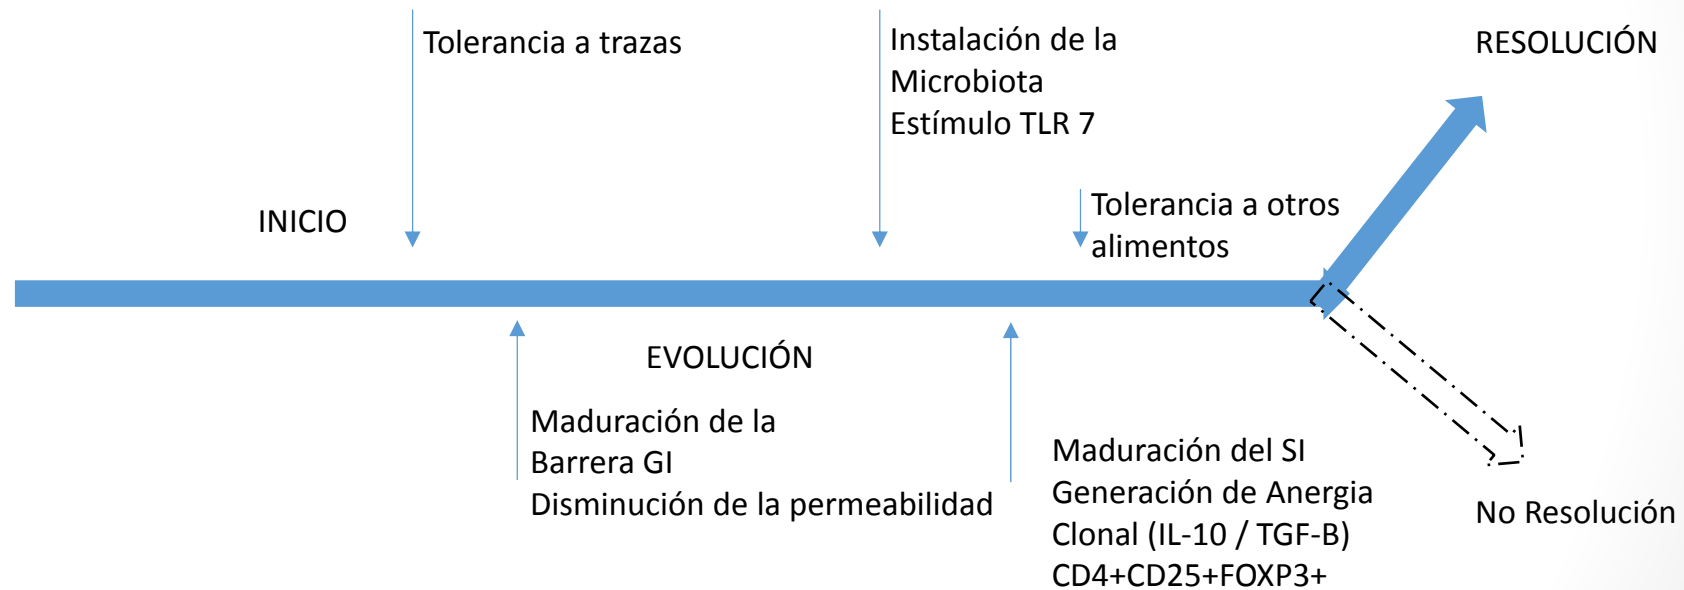 Tolerancia a trazas
Instalación de la
Microbiota
Estímulo TLR 7
RESOLUCIÓN
INICIO
Tolerancia a otros
alimentos
EVOLUCIÓN
Maduración de la
Barrera GI
Disminución de la permeabilidad
Maduración del SI
Generación de Anergia
Clonal (IL-10 / TGF-B)
CD4+CD25+FOXP3+
No Resolución